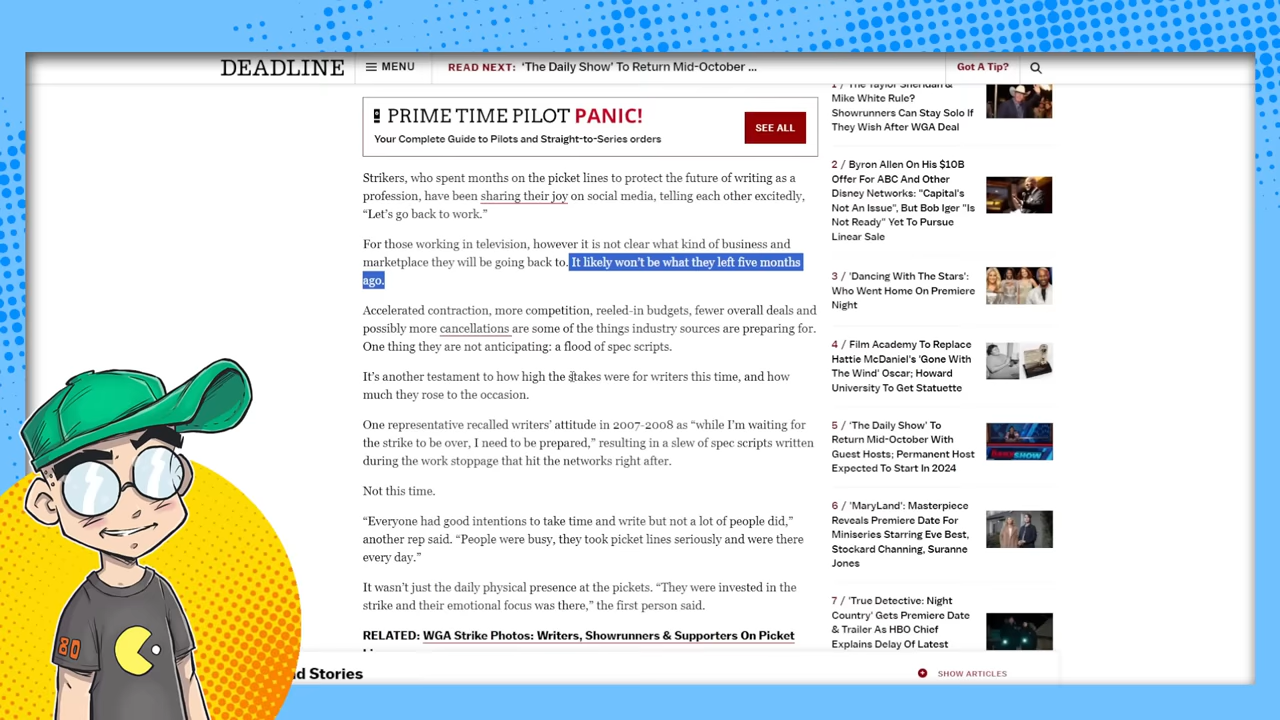 DEADLINE
MENU
READ NEXT: 'The Daily Show' To Return Mid-October ...
Got A Tip?
PRIME TIME PILOT PANIC!
Your Complete Guide to Pilots and Straight-to-Series orders
SEE ALL
Strikers, who spent months on the picket lines to protect the future of writing as a
profession, have been sharing their joy on social media, telling each other excitedly,
“Let’s go back to work.”
For those working in television, however it is not clear what kind of business and
marketplace they will be going back to. It likely won’t be what they left five months
ago.
Accelerated contraction, more competition, reeled-in budgets, fewer overall deals and
possibly more cancellations are some of the things industry sources are preparing for.
One thing they are not anticipating: a flood of spec scripts.
It’s another testament to how high the stakes were for writers this time, and how
much they rose to the occasion.
One representative recalled writers’ attitude in 2007-2008 as “while I’m waiting for
the strike to be over, I need to be prepared,” resulting in a slew of spec scripts written
during the work stoppage that hit the networks right after.
Not this time.
“Everyone had good intentions to take time and write but not a lot of people did,”
another rep said. “People were busy, they took picket lines seriously and were there
every day.”
It wasn’t just the daily physical presence at the pickets. “They were invested in the
strike and their emotional focus was there,” the first person said.
RELATED: WGA Strike Photos: Writers, Showrunners & Supporters On Picket
1 / The Taylor Sheridan &
Mike White Rule?
Showrunners Can Stay Solo If
They Wish After WGA Deal
2 / Byron Allen On His $10B
Offer For ABC And Other
Disney Networks: "Capital's
Not An Issue", But Bob Iger "Is
Not Ready" Yet To Pursue
Linear Sale
3 / 'Dancing With The Stars':
Who Went Home On Premiere
Night
4 / Film Academy To Replace
Hattie McDaniel's 'Gone With
The Wind' Oscar; Howard
University To Get Statuette
5 / 'The Daily Show' To
Return Mid-October With
Guest Hosts; Permanent Host
Expected To Start In 2024
6 / 'MaryLand': Masterpiece
Reveals Premiere Date For
Miniseries Starring Eve Best,
Stockard Channing, Suranne
Jones
7 / 'True Detective: Night
Country' Gets Premiere Date
& Trailer As HBO Chief
Explains Delay Of Latest
Stories
SHOW ARTICLES
80